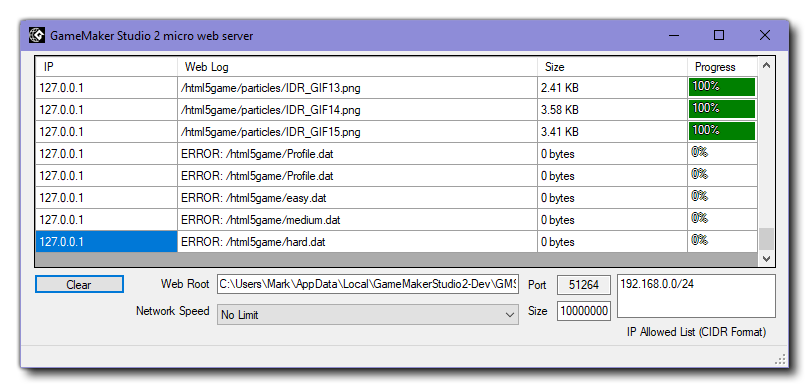 GameMaker Studio 2 micro web server
IP Web Log Size Progress
127.0.0.1 /html5game/particles/IDR_GIF13.png 2.41 KB 100%
127.0.0.1 /html5game/particles/IDR_GIF14.png 3.58 KB 100%
127.0.0.1 /html5game/particles/IDR_GIF15.png 3.41 KB 100%
127.0.0.1 ERROR: /html5game/Profile.dat 0 bytes 0%
127.0.0.1 ERROR: /html5game/Profile.dat 0 bytes 0%
127.0.0.1 ERROR: /html5game/easy.dat 0 bytes 0%
127.0.0.1 ERROR: /html5game/medium.dat 0 bytes 0%
127.0.0.1 ERROR: /html5game/hard.dat 0 bytes 0%
Clear Web Root C:\Users\Mark\AppData\Local\GameMakerStudio2-Dev\GMS Port 51264 192.168.0.0/24
Network Speed No Limit Size 10000000
IP Allowed List (CIDR Format)